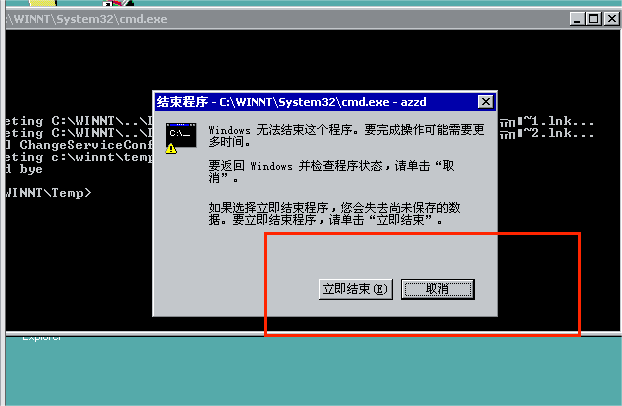 :\WINNT\System32\cmd.exe
结束程序 - C:\WINNT\System32\cmd.exe - azzd
eting C:\WINNT\..\
~1.lnk...
eting C:\WINNT\..\
~2.lnk...
ChangeServiceConf
eting c:\winnt\temp
d bye
WINNT\Temp>
C:\_
Windows 无法结束这个程序。要完成操作可能需要更
多时间。
要返回 Windows 并检查程序状态，请单击“取
消”。
如果选择立即结束程序，您会失去尚未保存的数
据。要立即结束程序，请单击“立即结束”。
立即结束(E)
取消
Explorer